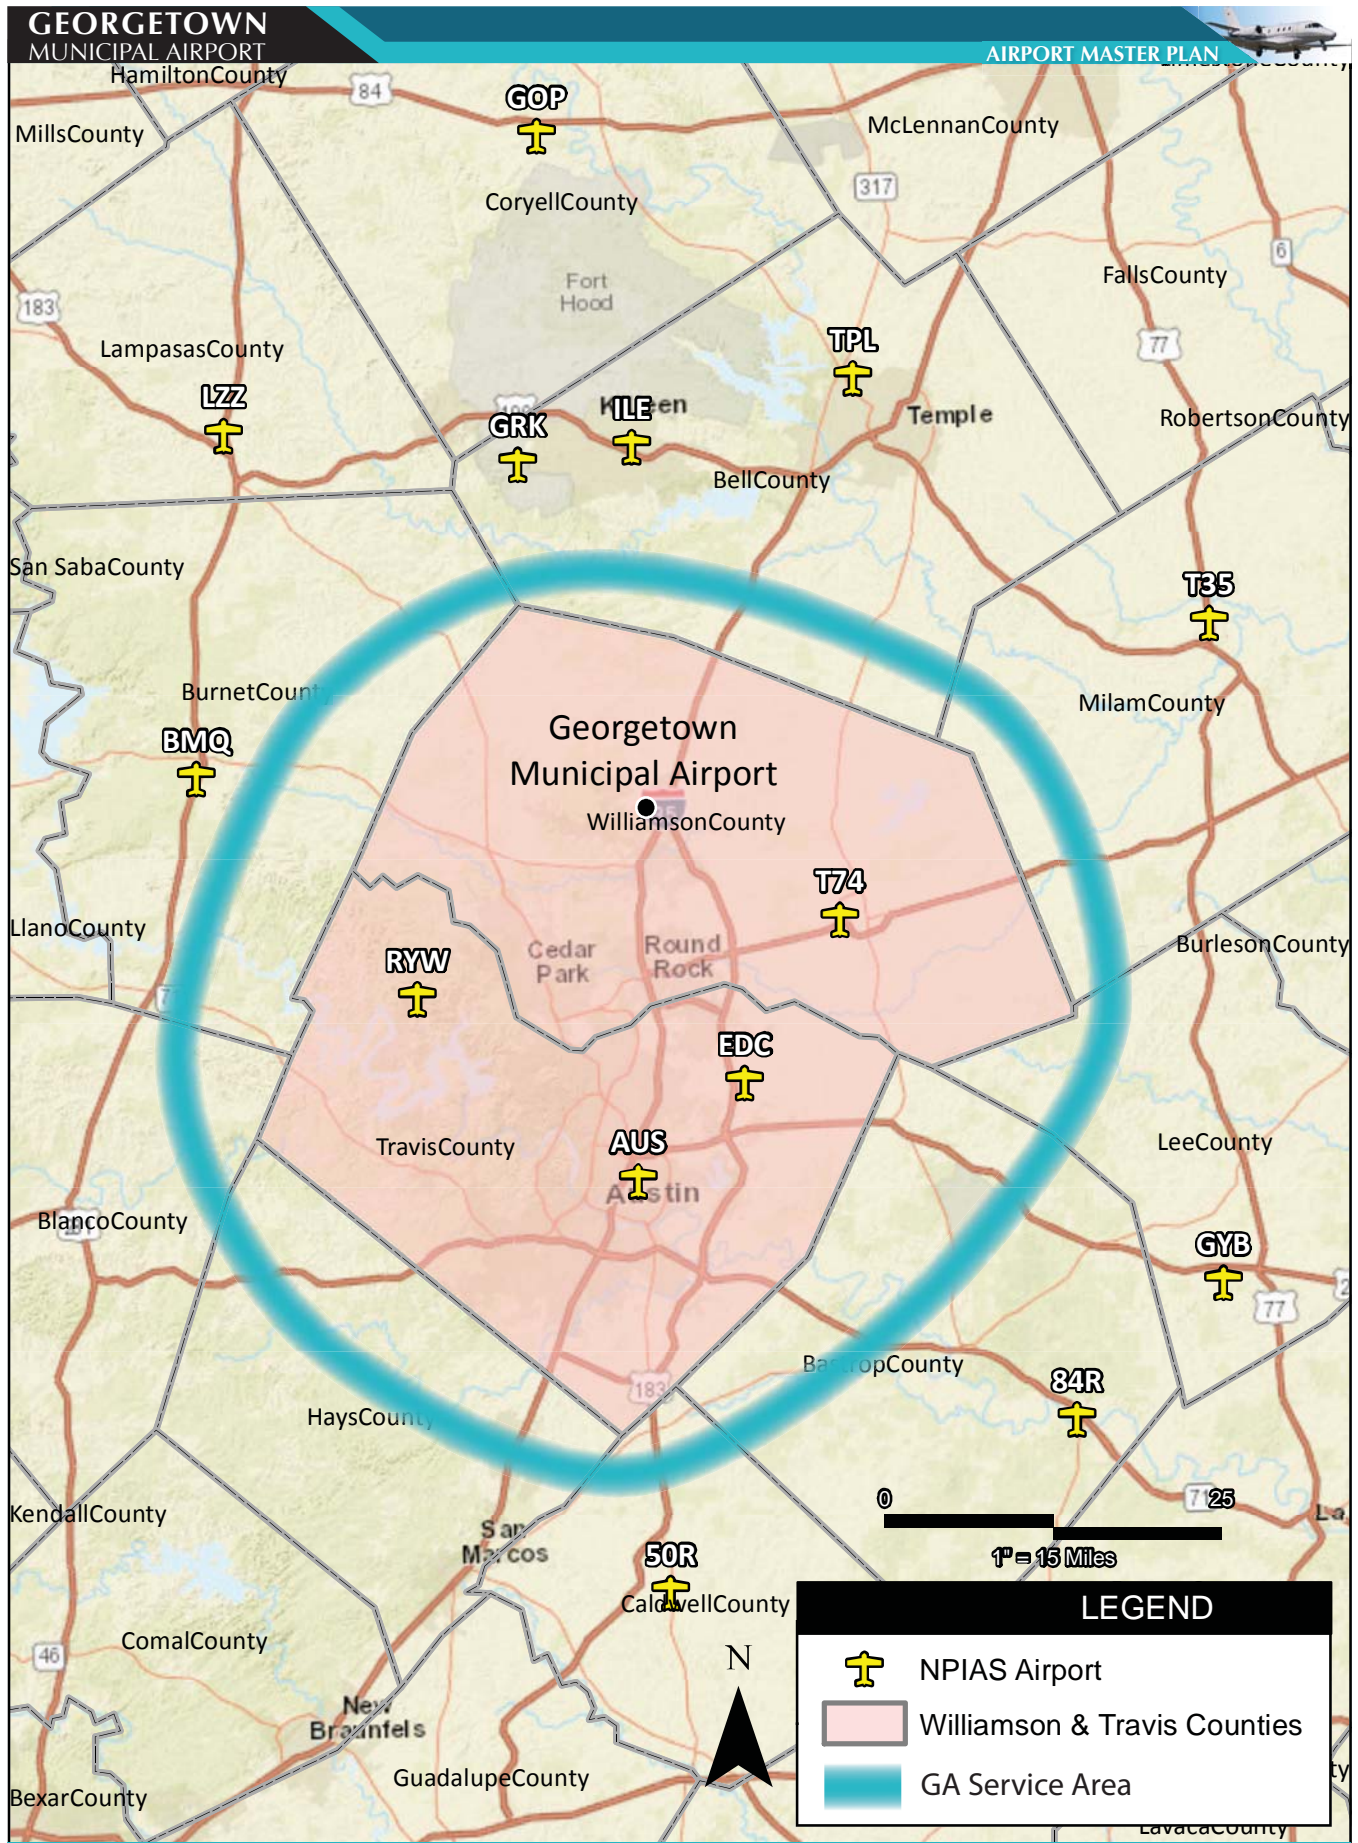 GEORGETOWN
MUNICIPAL AIRPORT
AIRPORT MASTER PLAN
HamiltonCounty
84
GOP
MillsCounty
McLennanCounty
317
CoryellCounty
6
Fort
Hood
FallsCounty
183
77
LampasasCounty
TPL
LZZ
ILE
GRK
Temple
RobertsonCounty
BellCounty
San SabaCounty
T35
BurnetCounty
MilamCounty
Georgetown
Municipal Airport
BMQ
WilliamsonCounty
T74
LlanoCounty
BurlesonCounty
Cedar
Park
Round
Rock
RYW
EDC
TravisCounty
AUS
Austin
LeeCounty
BlancoCounty
GYB
77
BastropCounty
84R
183
HaysCounty
KendallCounty
0
25
71
San
Marcos
1" = 15 Miles
50R
CaldwellCounty
LEGEND
ComalCounty
46
N
NPIAS Airport
Williamson & Travis Counties
GA Service Area
New
Braunfels
GuadalupeCounty
BexarCounty
LavacaCounty